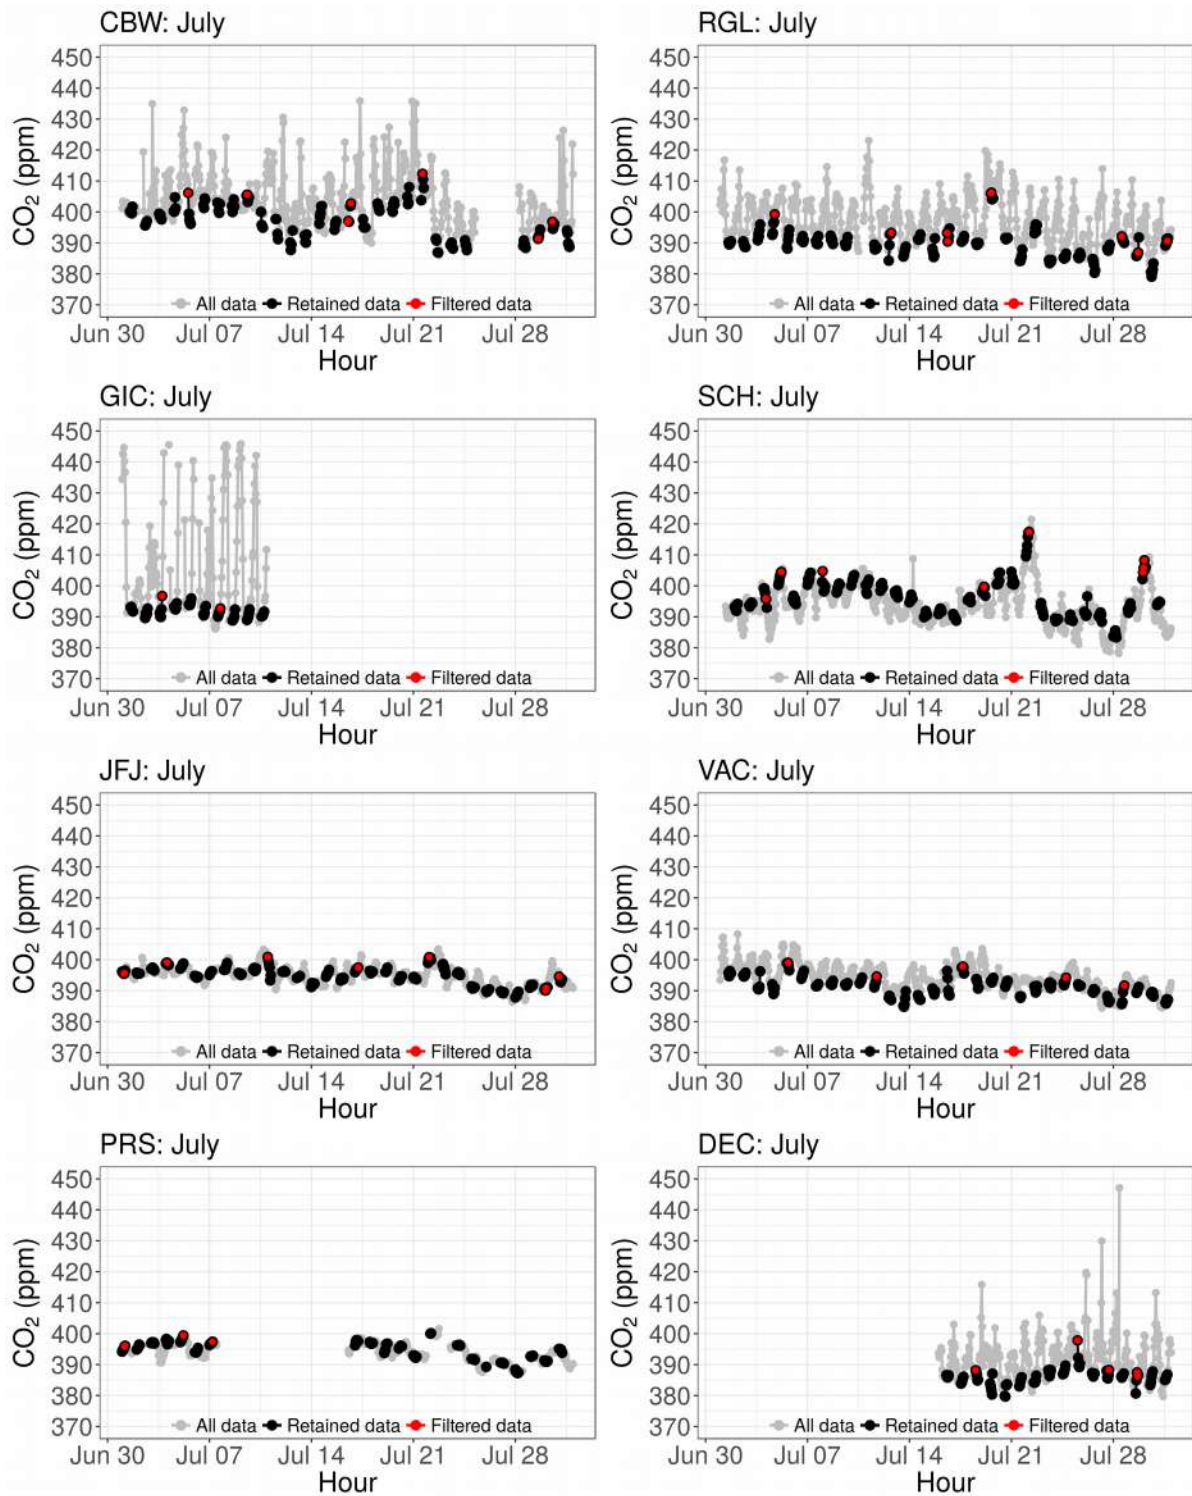 CBW: July
CO2 (ppm)
450
440
430
420
410
400
390
380
370
All data Retained data Filtered data
Jun 30 Jul 07 Jul 14 Jul 21 Jul 28
Hour
RGL: July
CO2 (ppm)
450
440
430
420
410
400
390
380
370
All data Retained data Filtered data
Jun 30 Jul 07 Jul 14 Jul 21 Jul 28
Hour
GIC: July
CO2 (ppm)
450
440
430
420
410
400
390
380
370
All data Retained data Filtered data
Jun 30 Jul 07 Jul 14 Jul 21 Jul 28
Hour
SCH: July
CO2 (ppm)
450
440
430
420
410
400
390
380
370
All data Retained data Filtered data
Jun 30 Jul 07 Jul 14 Jul 21 Jul 28
Hour
JFJ: July
CO2 (ppm)
450
440
430
420
410
400
390
380
370
All data Retained data Filtered data
Jun 30 Jul 07 Jul 14 Jul 21 Jul 28
Hour
VAC: July
CO2 (ppm)
450
440
430
420
410
400
390
380
370
All data Retained data Filtered data
Jun 30 Jul 07 Jul 14 Jul 21 Jul 28
Hour
PRS: July
CO2 (ppm)
450
440
430
420
410
400
390
380
370
All data Retained data Filtered data
Jun 30 Jul 07 Jul 14 Jul 21 Jul 28
Hour
DEC: July
CO2 (ppm)
450
440
430
420
410
400
390
380
370
All data Retained data Filtered data
Jun 30 Jul 07 Jul 14 Jul 21 Jul 28
Hour